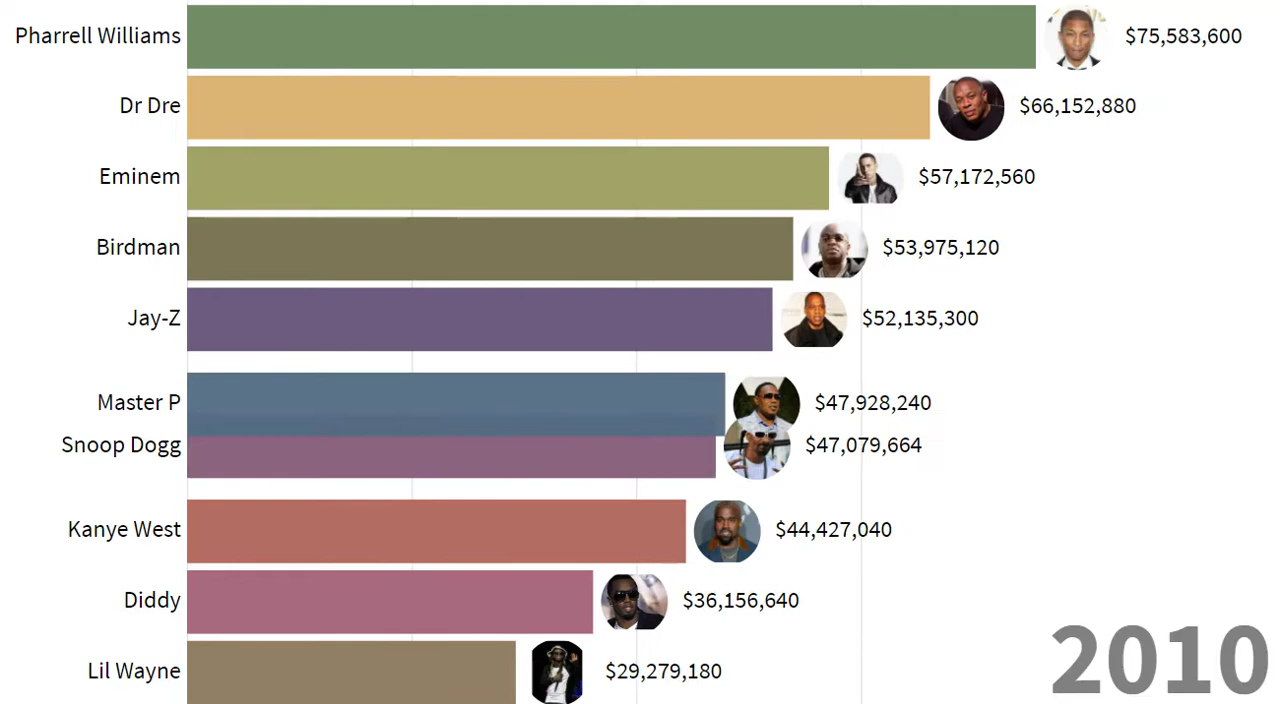 Pharrell Williams $75,583,600
Dr Dre $66,152,880
Eminem $57,172,560
Birdman $53,975,120
Jay-Z $52,135,300
Master P $47,928,240
Snoop Dogg $47,079,664
Kanye West $44,427,040
Diddy $36,156,640
Lil Wayne $29,279,180
2010